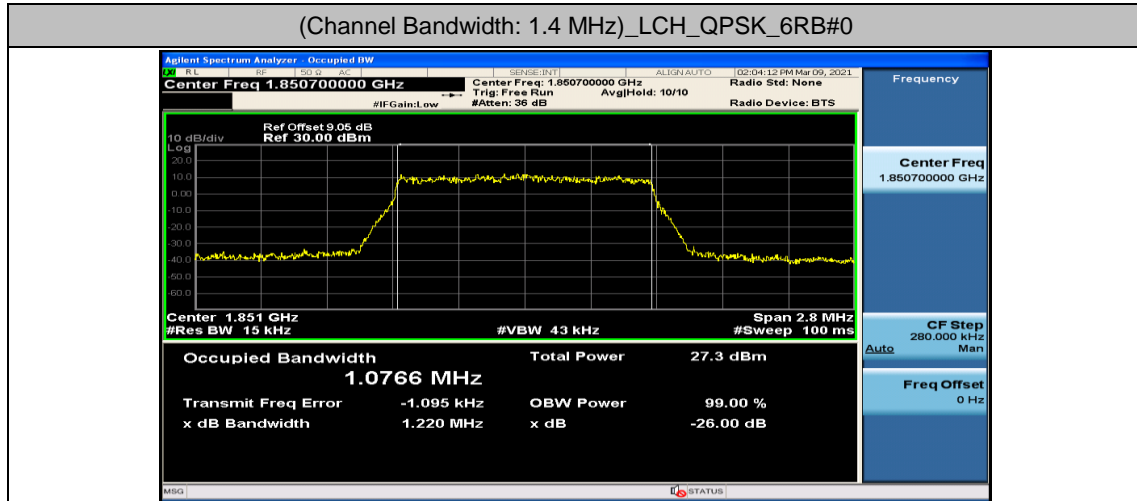 (Channel Bandwidth: 1.4 MHz)_LCH_QPSK_6RB#0
Agilent Spectrum Analyzer - Occupied BW
LXI RL RF 50 Ω AC SENSE:INT ALIGN AUTO 02:04:12 PM Mar 09, 2021
Center Freq 1.850700000 GHz
Center Freq: 1.850700000 GHz Radio Std: None
Trig: Free Run Avg|Hold: 10/10
#IFGain:Low #Atten: 36 dB Radio Device: BTS
Ref Offset 9.05 dB
10 dB/div Ref 30.00 dBm
Log
20.0
10.0
0.00
-10.0
-20.0
-30.0
-40.0
-50.0
-60.0
Center 1.851 GHz Span 2.8 MHz
#Res BW 15 kHz #VBW 43 kHz #Sweep 100 ms
Occupied Bandwidth Total Power 27.3 dBm
1.0766 MHz
Transmit Freq Error -1.095 kHz OBW Power 99.00 %
x dB Bandwidth 1.220 MHz x dB -26.00 dB
MSG STATUS
Frequency
Center Freq
1.850700000 GHz
CF Step
280.000 kHz
Auto Man
Freq Offset
0 Hz